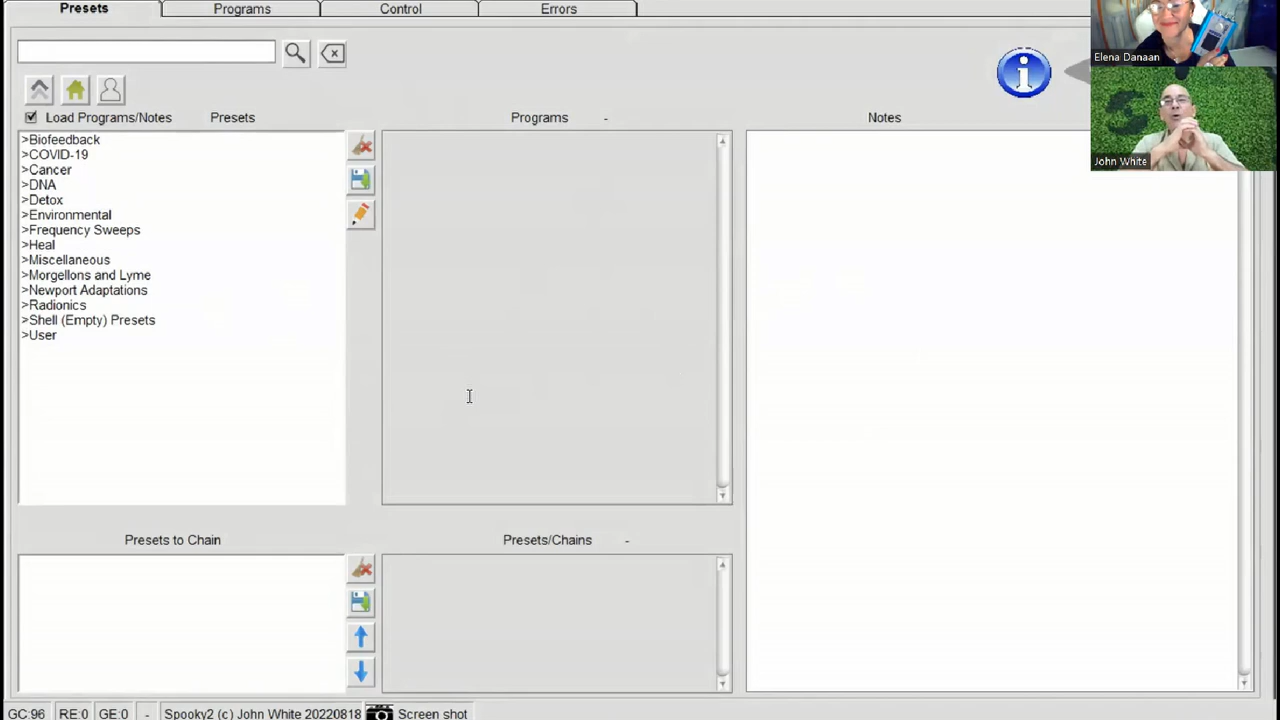 Presets Programs Control Errors
Elena Danaan
Load Programs/Notes Presets Programs - Notes
>Biofeedback
>COVID-19
>Cancer
>DNA
>Detox
>Environmental
>Frequency Sweeps
>Heal
>Miscellaneous
>Morgellons and Lyme
>Newport Adaptations
>Radionics
>Shell (Empty) Presets
>User
John White
Presets to Chain Presets/Chains -
GC:96 RE:0 GE:0 - Spooky2 (c) John White 20220818 Screen shot